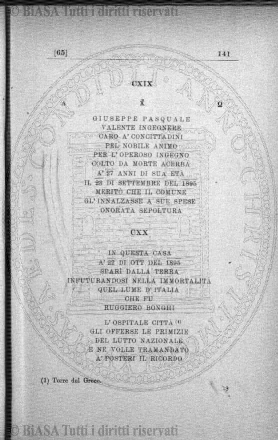 © BIASA Tutti i diritti riservati
[65] 141
CXIX
A Ω
GIUSEPPE PASQUALE
VALENTE INGEGNERE
CARO A' CONCITTADINI
PEL NOBILE ANIMO
PER L'OPEROSO INGEGNO
COLTO DA MORTE ACERBA
A' 27 ANNI DI SUA ETÀ
IL 23 DI SETTEMBRE DEL 1895
MERITÒ CHE IL COMUNE
GL'INNALZASSE A SUE SPESE
ONORATA SEPOLTURA
CXX
IN QUESTA CASA
A' 22 DI OTT DEL 1895
SPARÌ DALLA TERRA
INFUTURANDOSI NELLA IMMORTALITÀ
QUEL LUME D'ITALIA
CHE FU
RUGGIERO BONGHI
L'OSPITALE CITTÀ (1)
GLI OFFERSE LE PRIMIZIE
DEL LUTTO NAZIONALE
E NE VOLLE TRAMANDATO
A' POSTERI IL RICORDO
(1) Torre del Greco.
© BIASA Tutti i diritti riservati